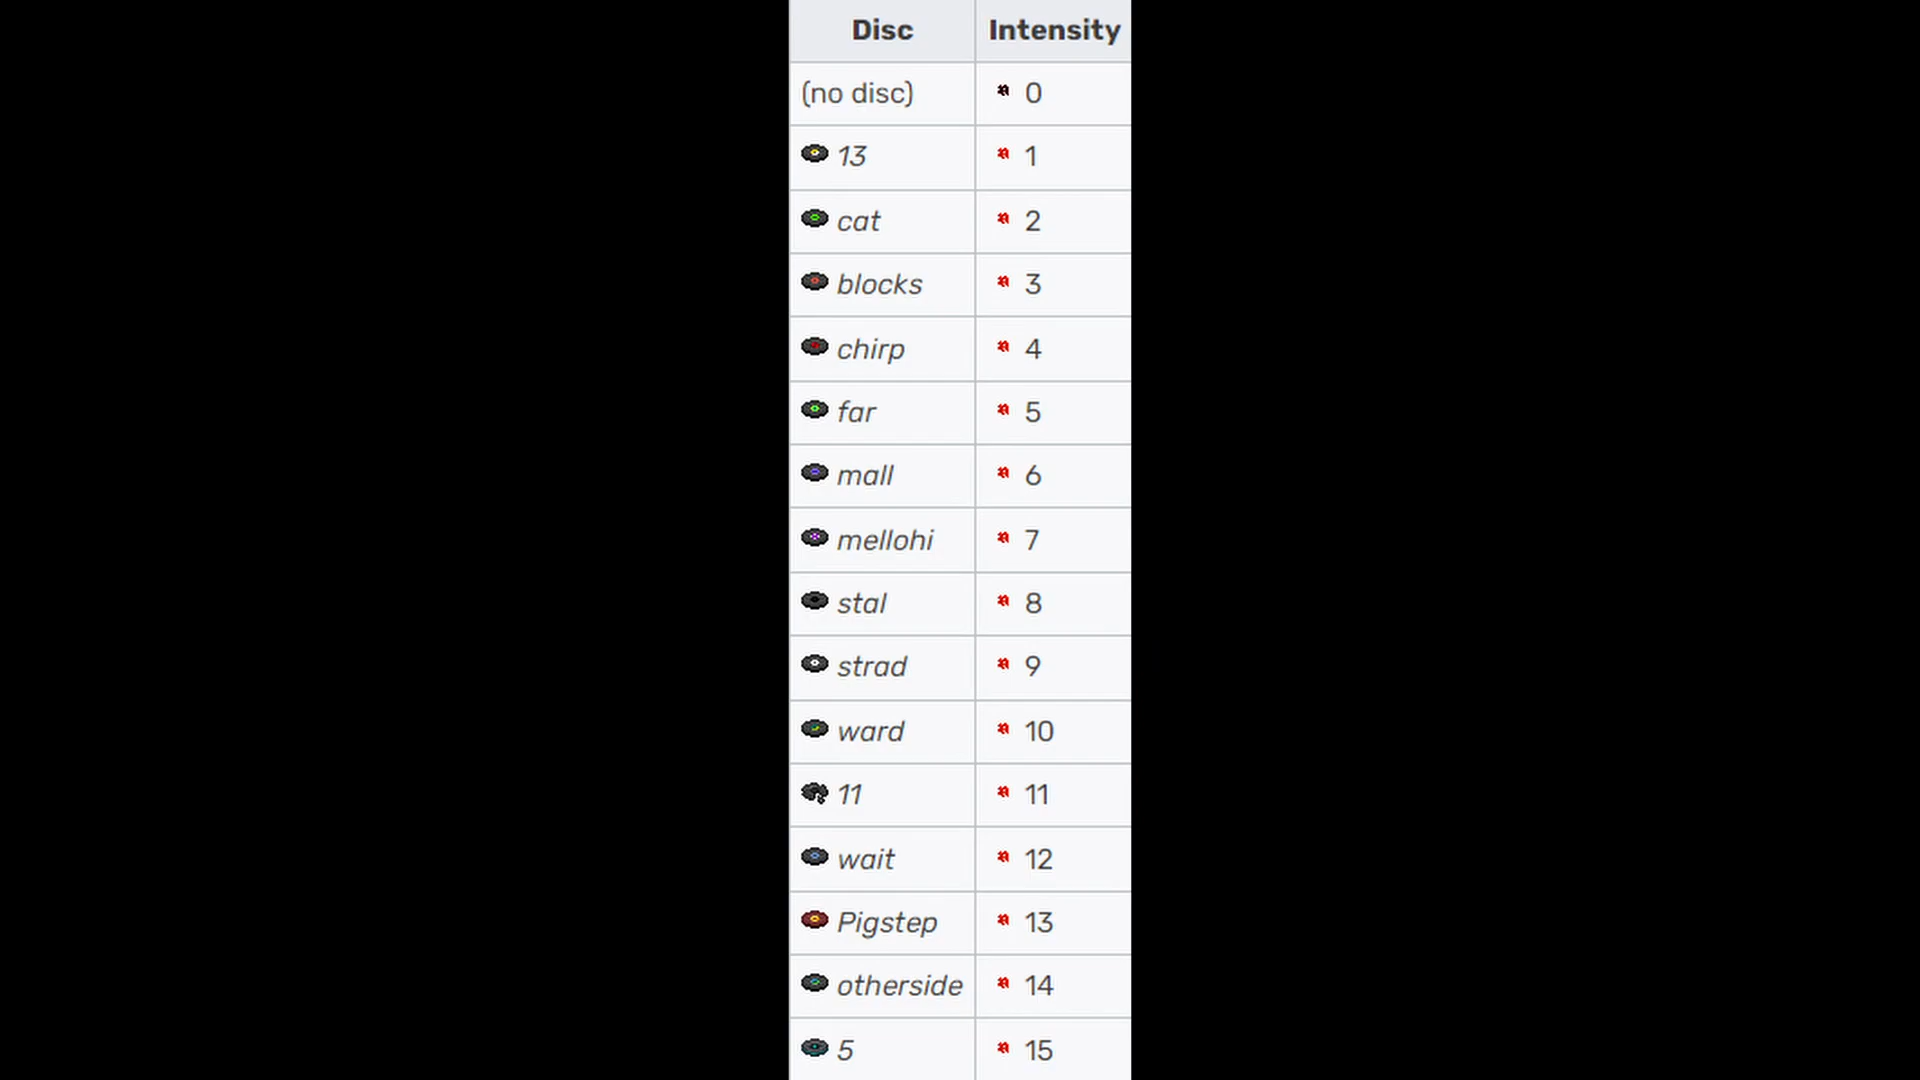 Disc Intensity
(no disc) 0
13 1
cat 2
blocks 3
chirp 4
far 5
mall 6
mellohi 7
stal 8
strad 9
ward 10
11 11
wait 12
Pigstep 13
otherside 14
5 15